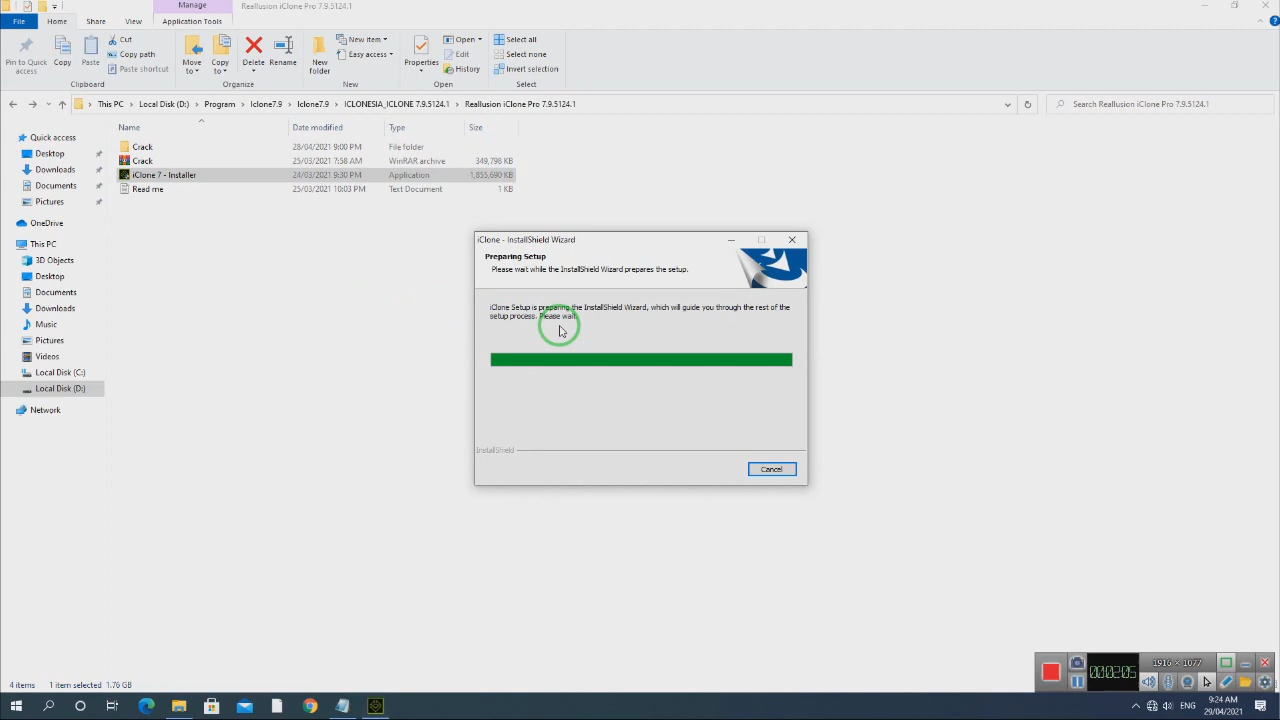 Manage
Reallusion iClone Pro 7.9.5124.1
File
Home
Share
View
Application Tools
Pin to Quick
access
Copy
Paste
Cut
Copy path
Paste shortcut
Clipboard
Move
to
Copy
to
Delete
Rename
Organize
New
folder
New item
Easy access
New
Properties
Open
Edit
History
Open
Select all
Select none
Invert selection
Select
This PC
Local Disk (D:)
Program
Iclone7.9
Iclone7.9
ICLONESIA_ICLONE 7.9.5124.1
Reallusion iClone Pro 7.9.5124.1
Search Reallusion iClone Pro 7.9.5124.1
Name
Date modified
Type
Size
Crack
28/04/2021 9:00 PM
File folder
Crack
25/03/2021 7:58 AM
WinRAR archive
349,798 KB
iClone 7 - Installer
24/03/2021 9:30 PM
Application
1,855,690 KB
Read me
25/03/2021 10:03 PM
Text Document
1 KB
Quick access
Desktop
Downloads
Documents
Pictures
OneDrive
This PC
3D Objects
Desktop
Documents
Downloads
Music
Pictures
Videos
Local Disk (C:)
Local Disk (D:)
Network
iClone - InstallShield Wizard
Preparing Setup
Please wait while the InstallShield Wizard prepares the setup.
iClone Setup is preparing the InstallShield Wizard, which will guide you through the rest of the
setup process. Please wait.
InstallShield
Cancel
1916 × 1077
000205
4 items
1 item selected 1.76 GB
ENG
9:24 AM
29/04/2021